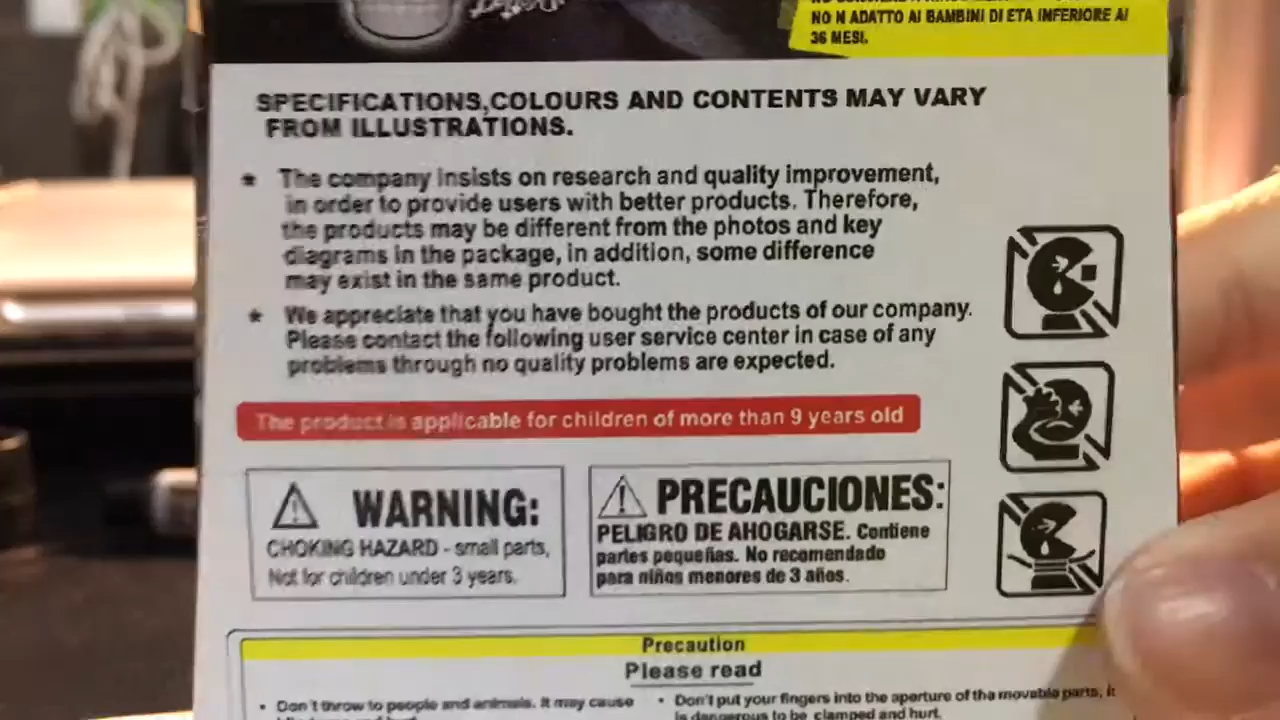 NO N ADATTO AI BAMBINI DI ETA INFERIORE AI
36 MESI.
SPECIFICATIONS,COLOURS AND CONTENTS MAY VARY
FROM ILLUSTRATIONS.
* The company insists on research and quality improvement,
in order to provide users with better products. Therefore,
the products may be different from the photos and key
diagrams in the package, in addition, some difference
may exist in the same product.
* We appreciate that you have bought the products of our company.
Please contact the following user service center in case of any
problems through no quality problems are expected.
The product is applicable for children of more than 9 years old
WARNING:
CHOKING HAZARD - small parts,
Not for children under 3 years.
PRECAUCIONES:
PELIGRO DE AHOGARSE. Contiene
partes pequeñas. No recomendado
para niños menores de 3 años.
Precaution
Please read
• Don't throw to people and animals. It may cause
• Don't put your fingers into the aperture of the movable parts, it
is dangerous to be clamped and hurt.